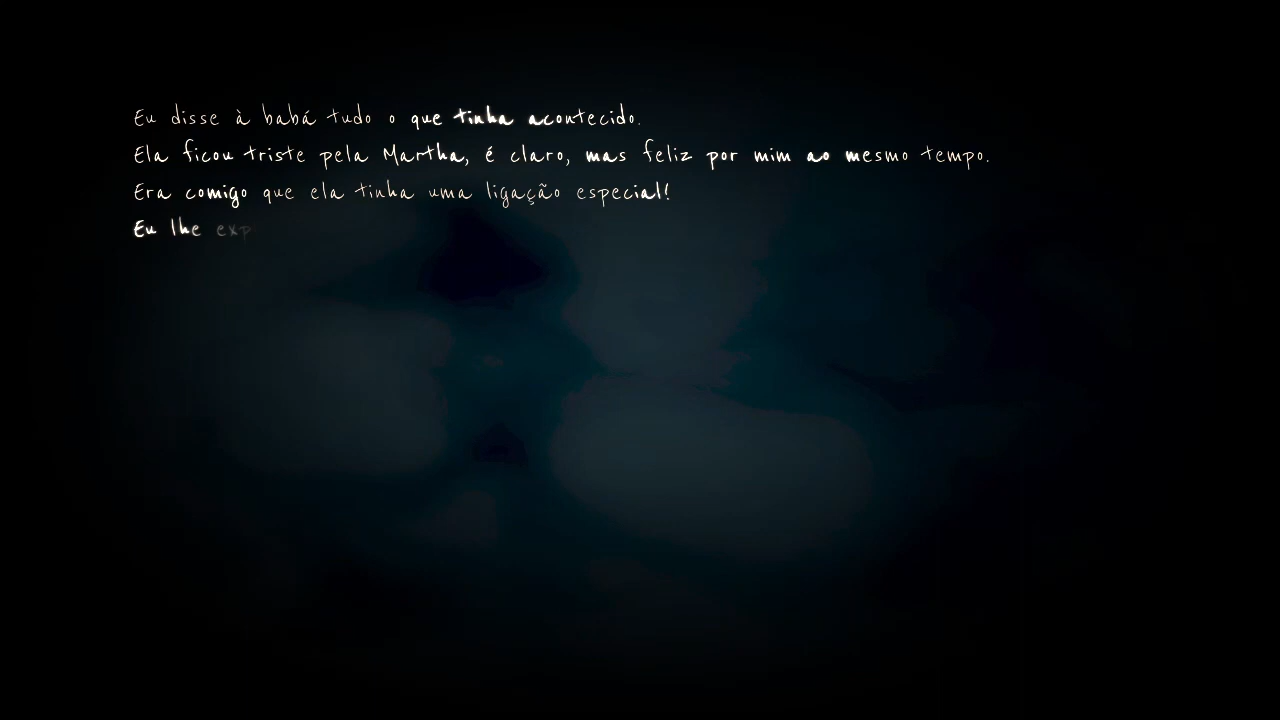 Eu disse à babá tudo o que tinha acontecido.
Ela ficou triste pela Martha, é claro, mas feliz por mim ao mesmo tempo.
Era comigo que ela tinha uma ligação especial!
Eu lhe exp